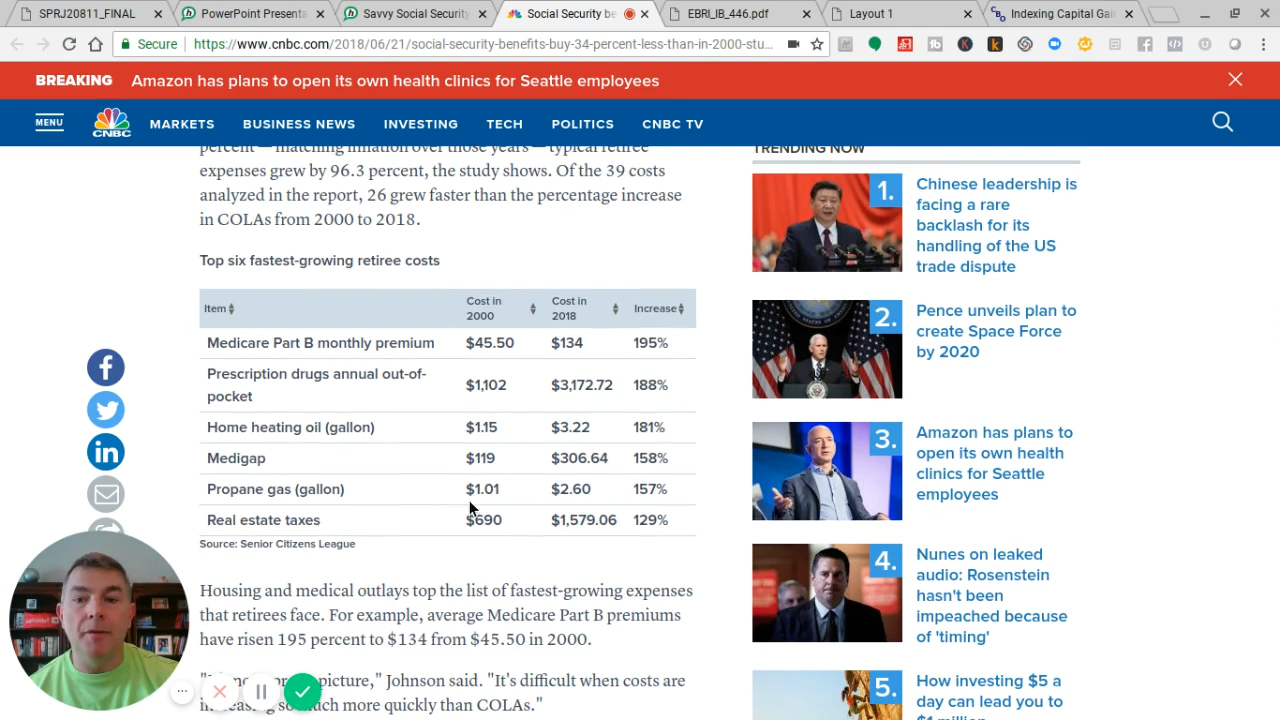 SPRJ20811_FINAL
PowerPoint Presenta
Savvy Social Security
Social Security be
EBRI_IB_446.pdf
Layout 1
Indexing Capital Gai
Secure
https://www.cnbc.com/2018/06/21/social-security-benefits-buy-34-percent-less-than-in-2000-stu...
BREAKING Amazon has plans to open its own health clinics for Seattle employees
MENU
CNBC
MARKETS
BUSINESS NEWS
INVESTING
TECH
POLITICS
CNBC TV
percent — matching inflation over those years — typical retiree
expenses grew by 96.3 percent, the study shows. Of the 39 costs
analyzed in the report, 26 grew faster than the percentage increase
in COLAs from 2000 to 2018.
Top six fastest-growing retiree costs
Item Cost in 2000 Cost in 2018 Increase
Medicare Part B monthly premium $45.50 $134 195%
Prescription drugs annual out-of-
pocket $1,102 $3,172.72 188%
Home heating oil (gallon) $1.15 $3.22 181%
Medigap $119 $306.64 158%
Propane gas (gallon) $1.01 $2.60 157%
Real estate taxes $690 $1,579.06 129%
Source: Senior Citizens League
Housing and medical outlays top the list of fastest-growing expenses
that retirees face. For example, average Medicare Part B premiums
have risen 195 percent to $134 from $45.50 in 2000.
picture," Johnson said. "It's difficult when costs are
much more quickly than COLAs."
TRENDING NOW
1.
Chinese leadership is
facing a rare
backlash for its
handling of the US
trade dispute
2.
Pence unveils plan to
create Space Force
by 2020
3.
Amazon has plans to
open its own health
clinics for Seattle
employees
4.
Nunes on leaked
audio: Rosenstein
hasn't been
impeached because
of 'timing'
5.
How investing $5 a
day can lead you to
$1 million